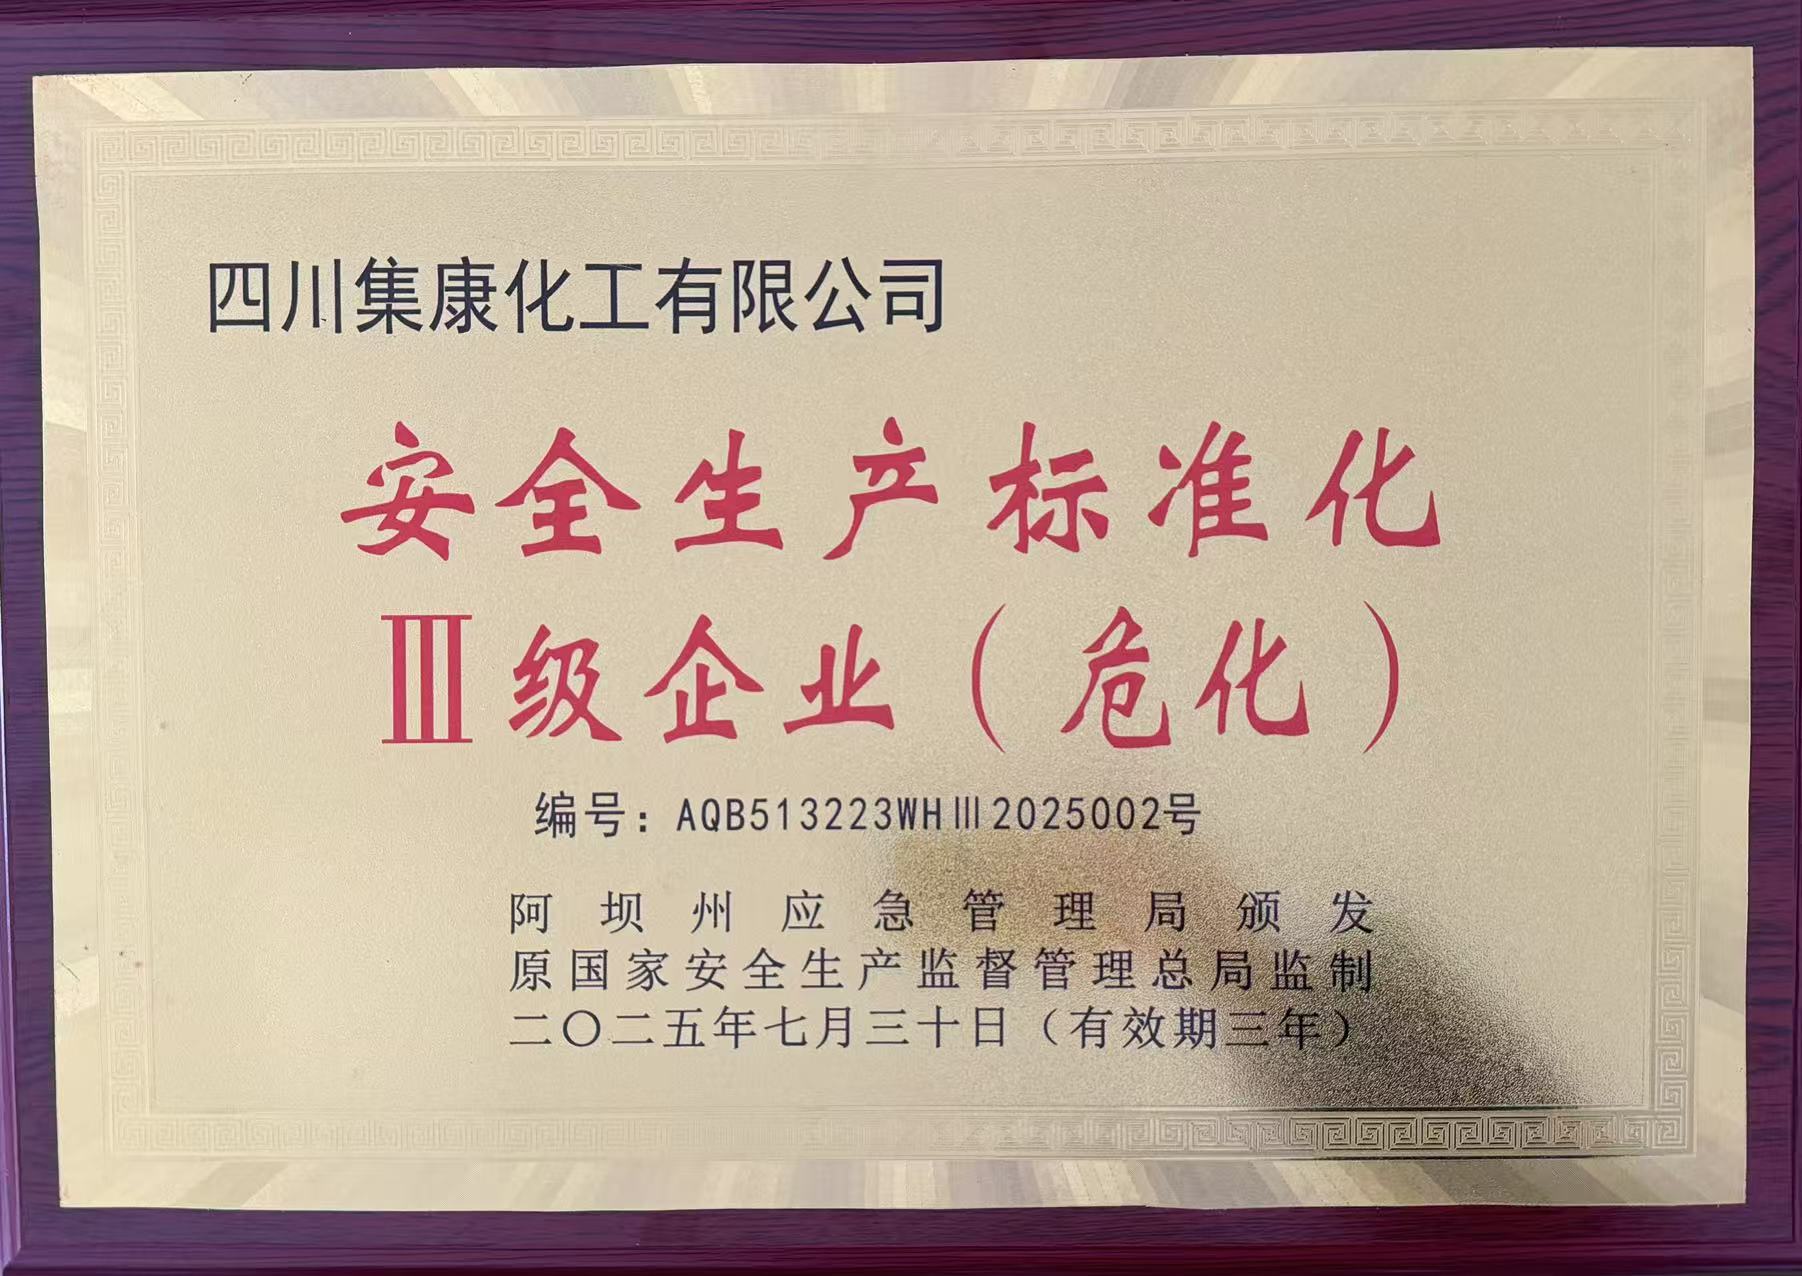 四川集康化工有限公司
安全生产标准化
Ⅲ级企业（危化）
编号：AQB513223WHⅢ2025002号
阿坝州应急管理局颁发
原国家安全生产监督管理总局监制
二〇二五年七月三十日（有效期三年）